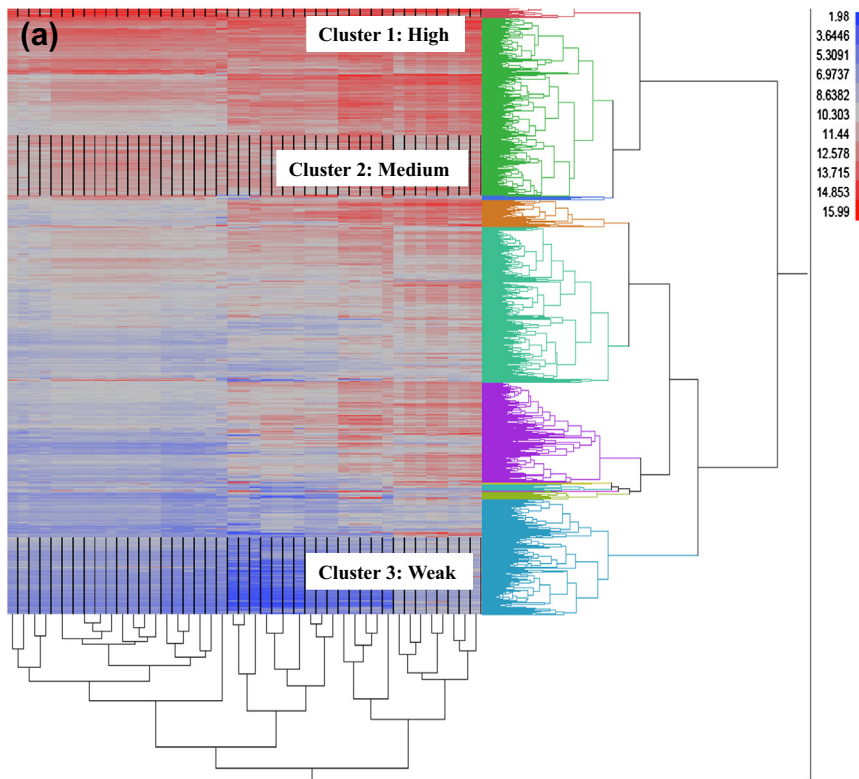 (a)
Cluster 1: High
Cluster 2: Medium
Cluster 3: Weak
1.98
3.6446
5.3091
6.9737
8.6382
10.303
11.44
12.578
13.715
14.853
15.99